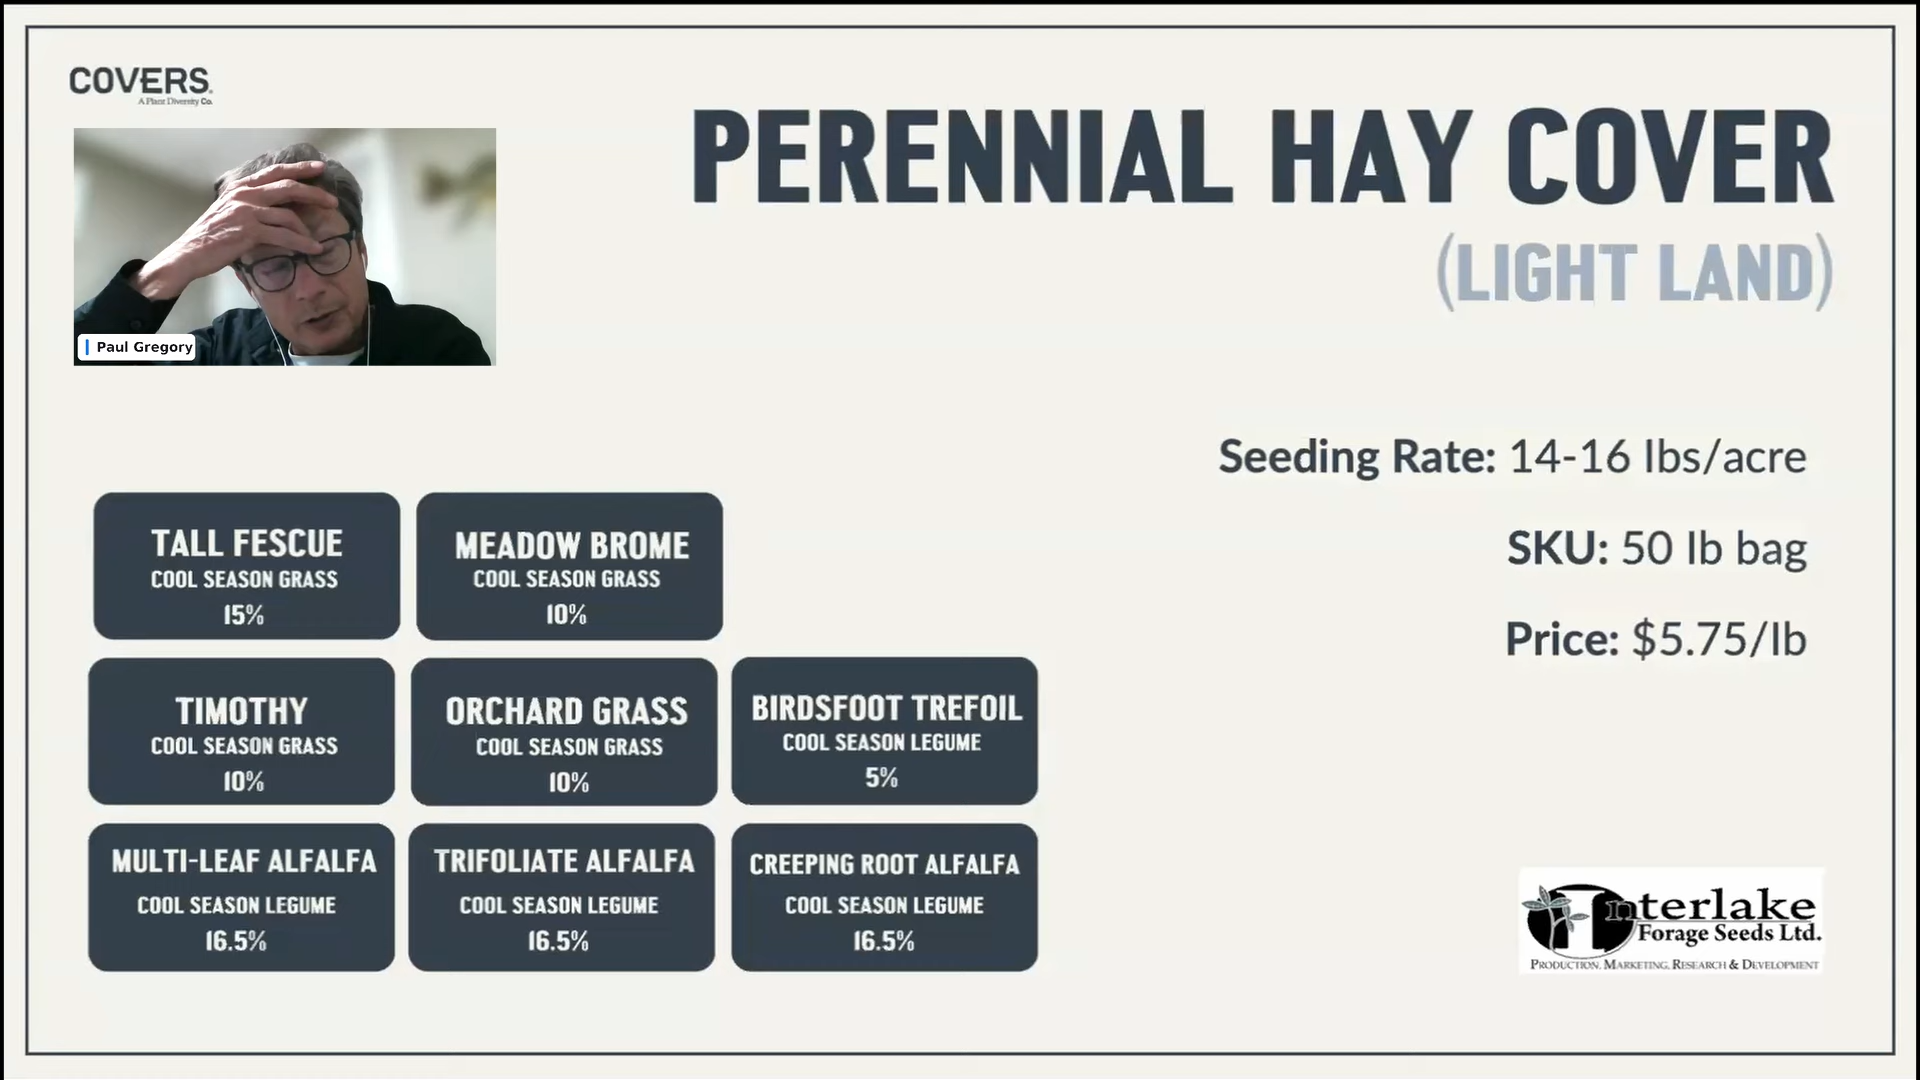 COVERS
A Plant Diversity Co.
Paul Gregory
PERENNIAL HAY COVER
(LIGHT LAND)
Seeding Rate: 14-16 lbs/acre
SKU: 50 lb bag
Price: $5.75/lb
TALL FESCUE
COOL SEASON GRASS
15%
MEADOW BROME
COOL SEASON GRASS
10%
TIMOTHY
COOL SEASON GRASS
10%
ORCHARD GRASS
COOL SEASON GRASS
10%
BIRDSFOOT TREFOIL
COOL SEASON LEGUME
5%
MULTI-LEAF ALFALFA
COOL SEASON LEGUME
16.5%
TRIFOLIATE ALFALFA
COOL SEASON LEGUME
16.5%
CREEPING ROOT ALFALFA
COOL SEASON LEGUME
16.5%
Interlake
Forage Seeds Ltd.
PRODUCTION, MARKETING, RESEARCH & DEVELOPMENT